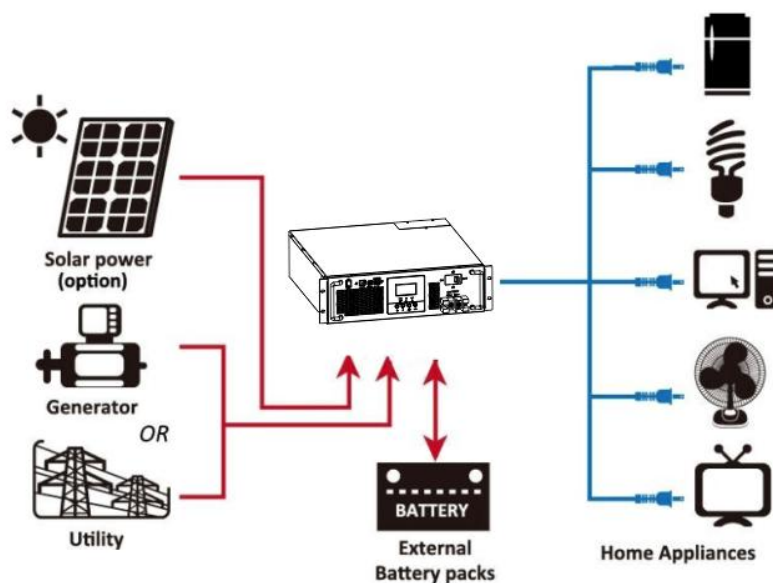 Solar power
(option)
Generator
OR
Utility
BATTERY
External
Battery packs
Home Appliances